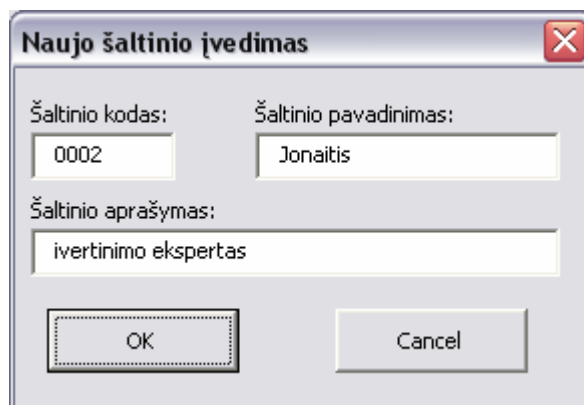 Naujo šaltinio įvedimas
Šaltinio kodas: Šaltinio pavadinimas:
0002 Jonaitis
Šaltinio aprašymas:
ivertinimo ekspertas
OK Cancel